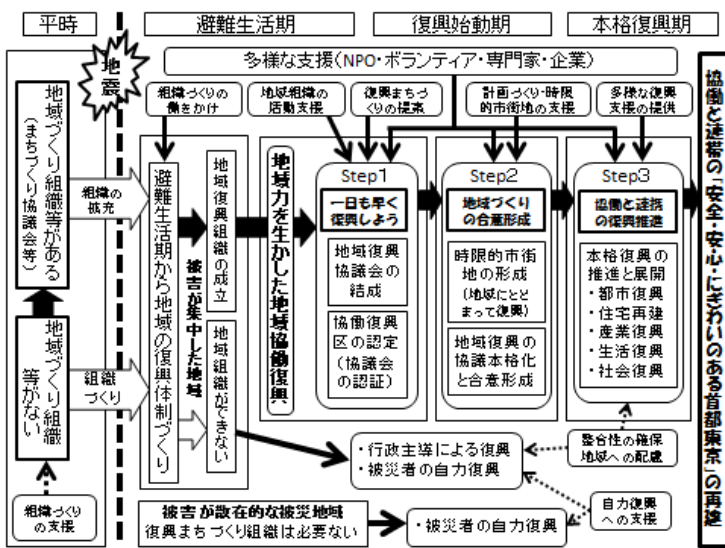 平時
避難生活期
復興始動期
本格復興期
地震
多様な支援(NPO・ボランティア・専門家・企業)
組織づくりの
働きかけ
地域組織の
活動支援
復興まちづ
くりの提案
計画づくり・時限
的市街地の支援
多様な復興
支援の提供
地域づくり組織等がある
(まちづくり協議会等)
組織の
拡充
地域づくり組織
等がない
組織
づくり
組織づくり
の支援
避難生活期から地域の復興体制づくり
被害が集中した地域
地域復興組織の成立
地域組織ができない
地域力を生かした地域協働復興
Step1
一日も早く
復興しよう
地域復興
協議会の
結成
協働復興
区の認定
(協議会
の認証)
Step2
地域づくり
の合意形成
時限的市街
地の形成
(地域にとど
まって復興)
地域復興の
協議本格化
と合意形成
Step3
協働と連携
の復興推進
本格復興の
推進と展開
・都市復興
・住宅再建
・産業復興
・生活復興
・社会復興
・行政主導による復興
・被災者の自力復興
整合性の確保
地域への配慮
被害が散在的な被災地域
復興まちづくり組織は必要ない
・被災者の自力復興
自力復興
への支援
協働と連帯の「安全・安心・にぎわいのある首都東京」の再建